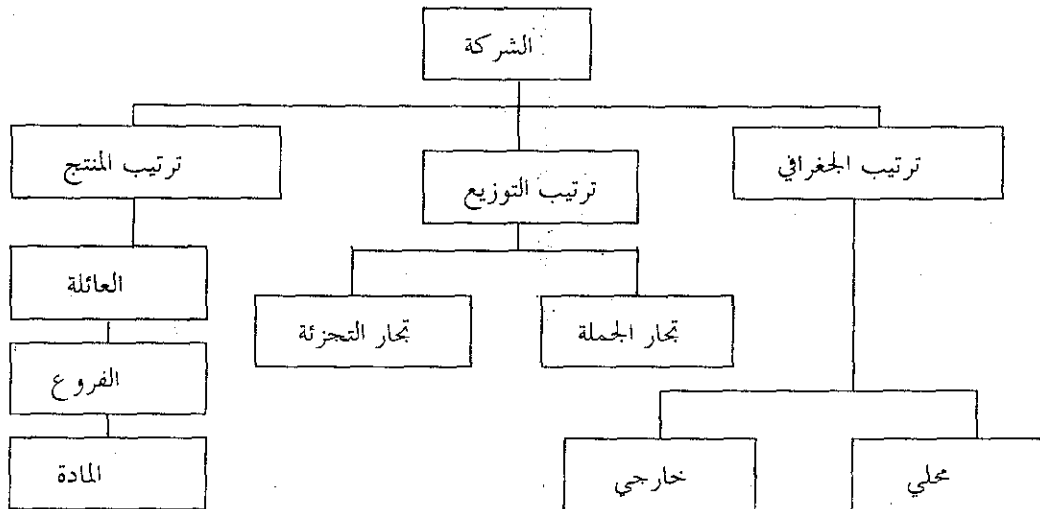 الشركة
ترتيب الجغرافي
ترتيب التوزيع
ترتيب المنتج
العائلة
تجار الجملة
تجار التجزئة
الفروع
محلي
خارجي
المادة